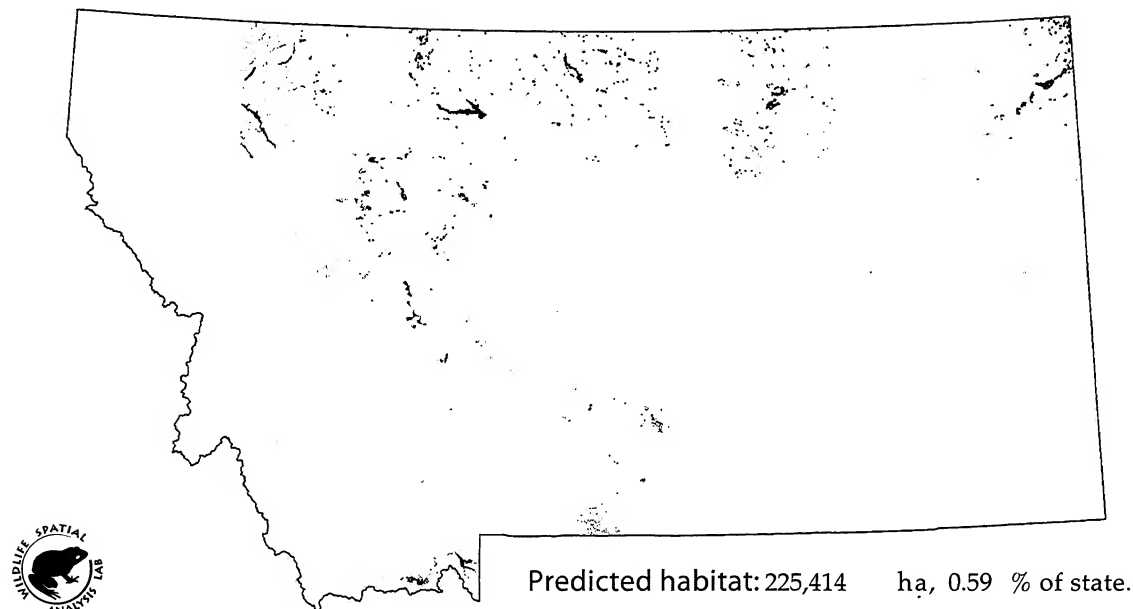 WILDLIFE SPATIAL ANALYSIS LAB
Predicted habitat: 225,414 ha, 0.59 % of state.